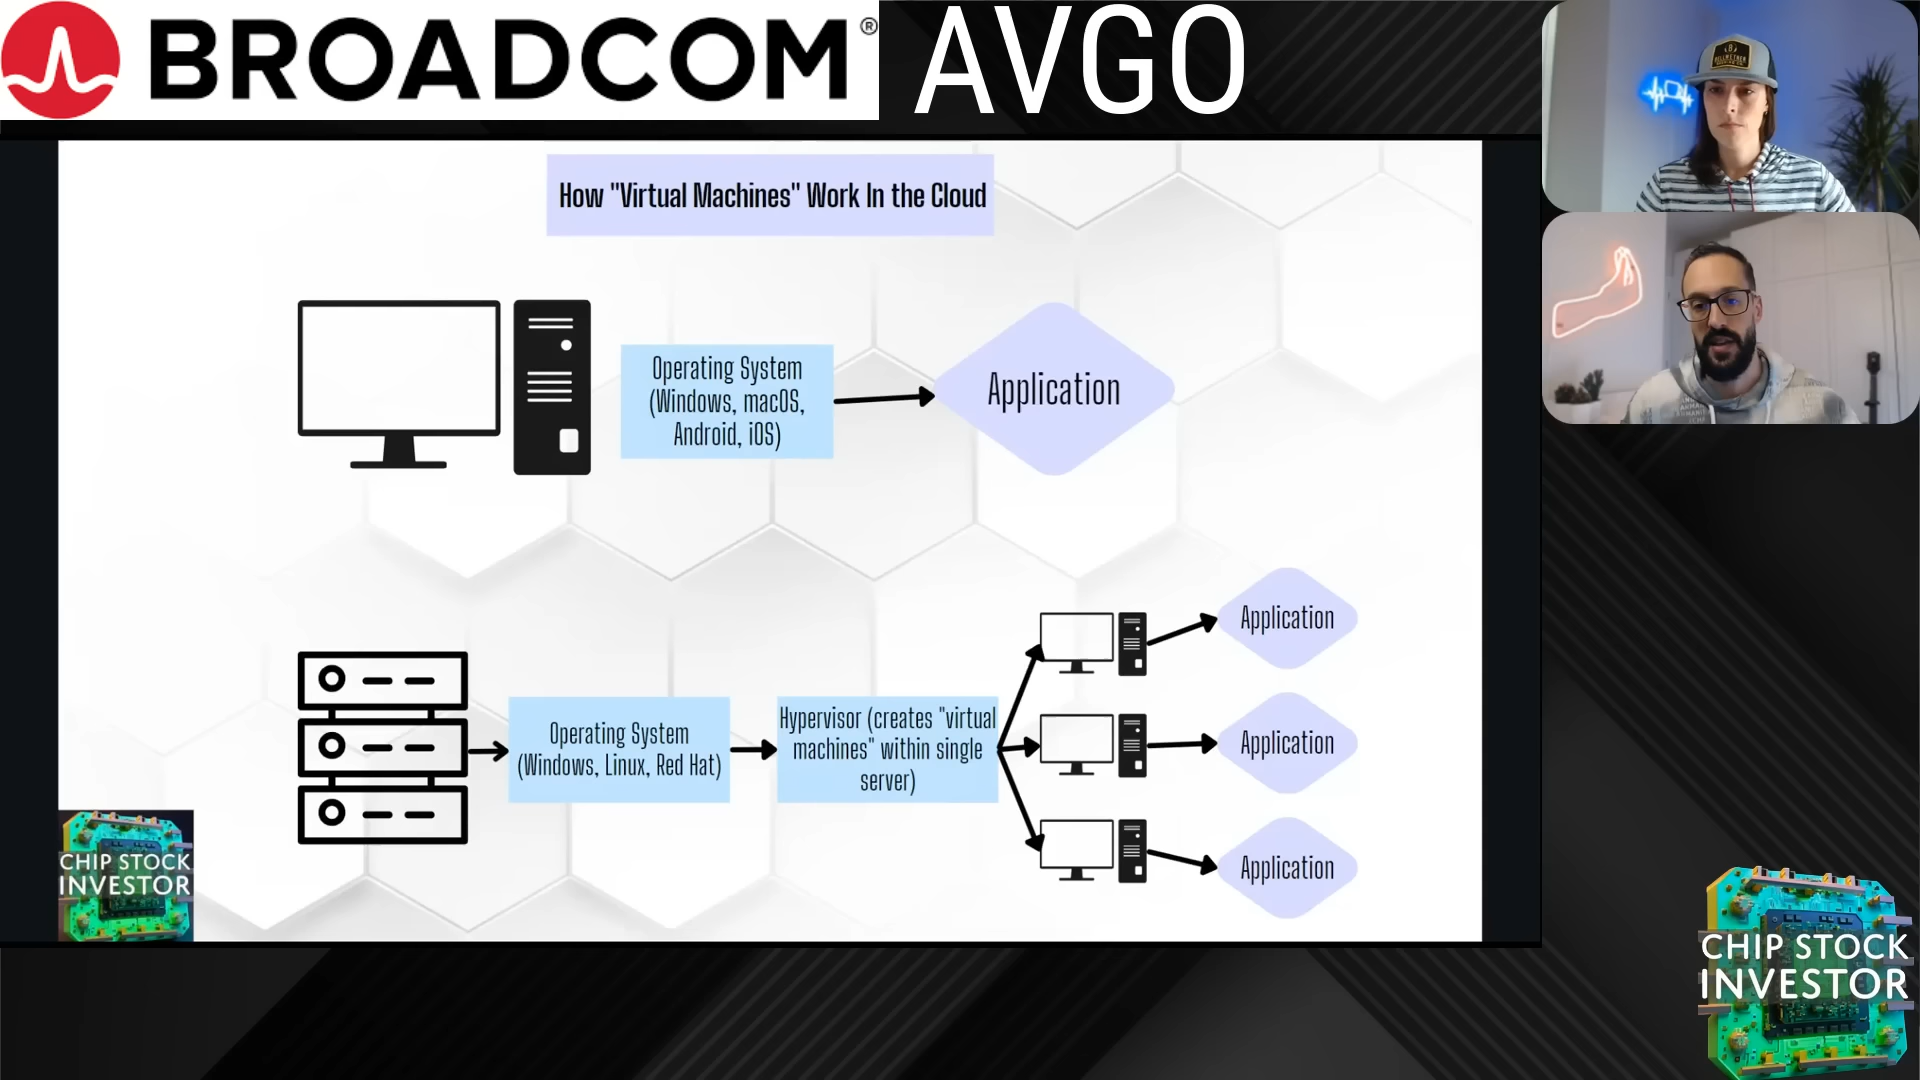 BROADCOM® AVGO
How "Virtual Machines" Work In the Cloud
Operating System
(Windows, macOS,
Android, iOS)
Application
Operating System
(Windows, Linux, Red Hat)
Hypervisor (creates "virtual
machines" within single
server)
Application
Application
Application
CHIP STOCK
INVESTOR
CHIP STOCK
INVESTOR